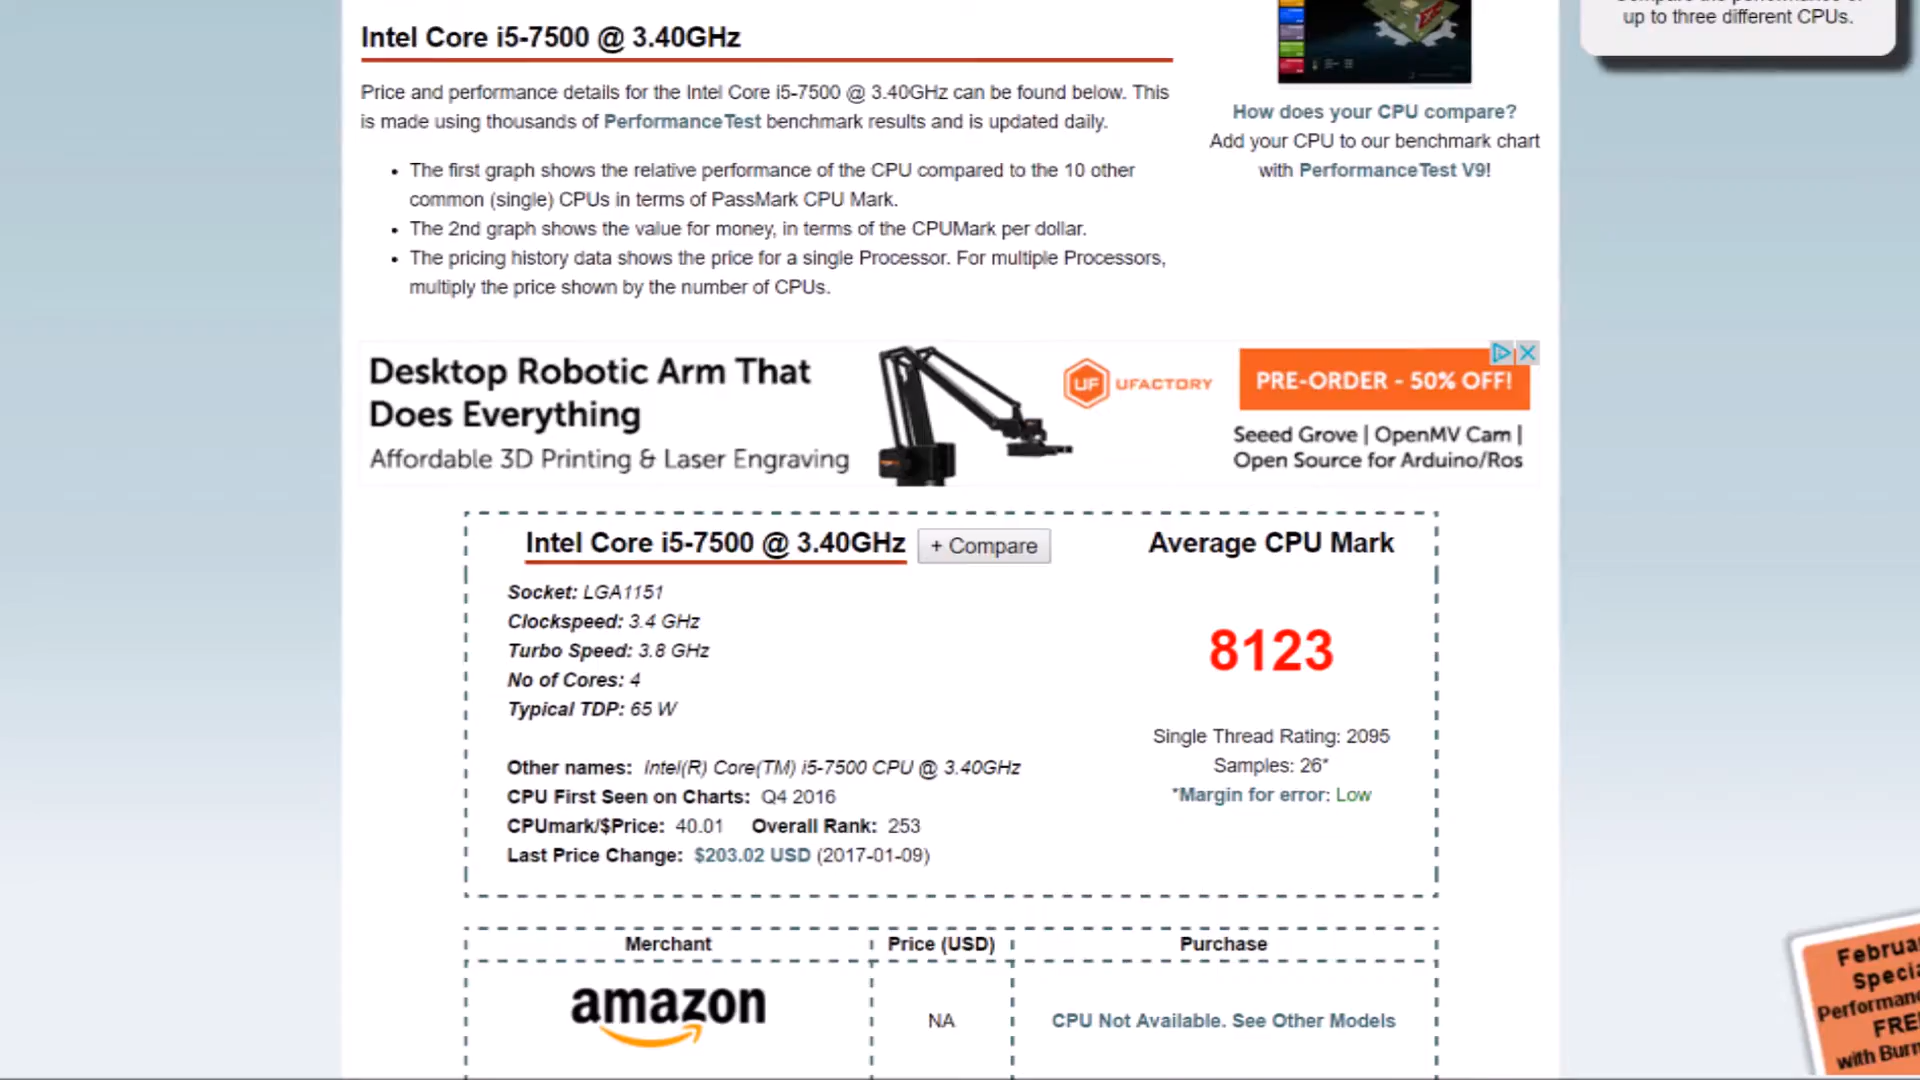 up to three different CPUs.
Intel Core i5-7500 @ 3.40GHz
Price and performance details for the Intel Core i5-7500 @ 3.40GHz can be found below. This
is made using thousands of PerformanceTest benchmark results and is updated daily.
• The first graph shows the relative performance of the CPU compared to the 10 other
common (single) CPUs in terms of PassMark CPU Mark.
• The 2nd graph shows the value for money, in terms of the CPUMark per dollar.
• The pricing history data shows the price for a single Processor. For multiple Processors,
multiply the price shown by the number of CPUs.
How does your CPU compare?
Add your CPU to our benchmark chart
with PerformanceTest V9!
Desktop Robotic Arm That
Does Everything
Affordable 3D Printing & Laser Engraving
UF UFACTORY
PRE-ORDER - 50% OFF!
Seeed Grove | OpenMV Cam |
Open Source for Arduino/Ros
Intel Core i5-7500 @ 3.40GHz + Compare
Socket: LGA1151
Clockspeed: 3.4 GHz
Turbo Speed: 3.8 GHz
No of Cores: 4
Typical TDP: 65 W
Other names: Intel(R) Core(TM) i5-7500 CPU @ 3.40GHz
CPU First Seen on Charts: Q4 2016
CPUmark/$Price: 40.01 Overall Rank: 253
Last Price Change: $203.02 USD (2017-01-09)
Average CPU Mark
8123
Single Thread Rating: 2095
Samples: 26*
*Margin for error: Low
Merchant Price (USD) Purchase
amazon NA CPU Not Available. See Other Models
Februa
Specia
Performan
FRE
with Burn